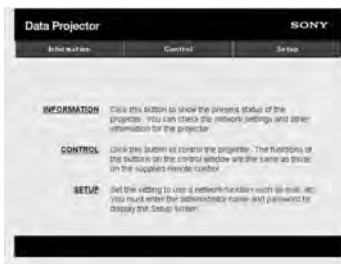 Data Projector
SONY
Information Control Setup
INFORMATION Click this button to show the present status of the
projector. You can check the network settings and other
information for the projector.
CONTROL Click this button to control the projector. The functions of
the buttons on the control window are the same as those
on the supplied remote control.
SETUP Set the setting to use a network function such as mail, etc.
You must enter the administrator name and password to
display the Setup screen.